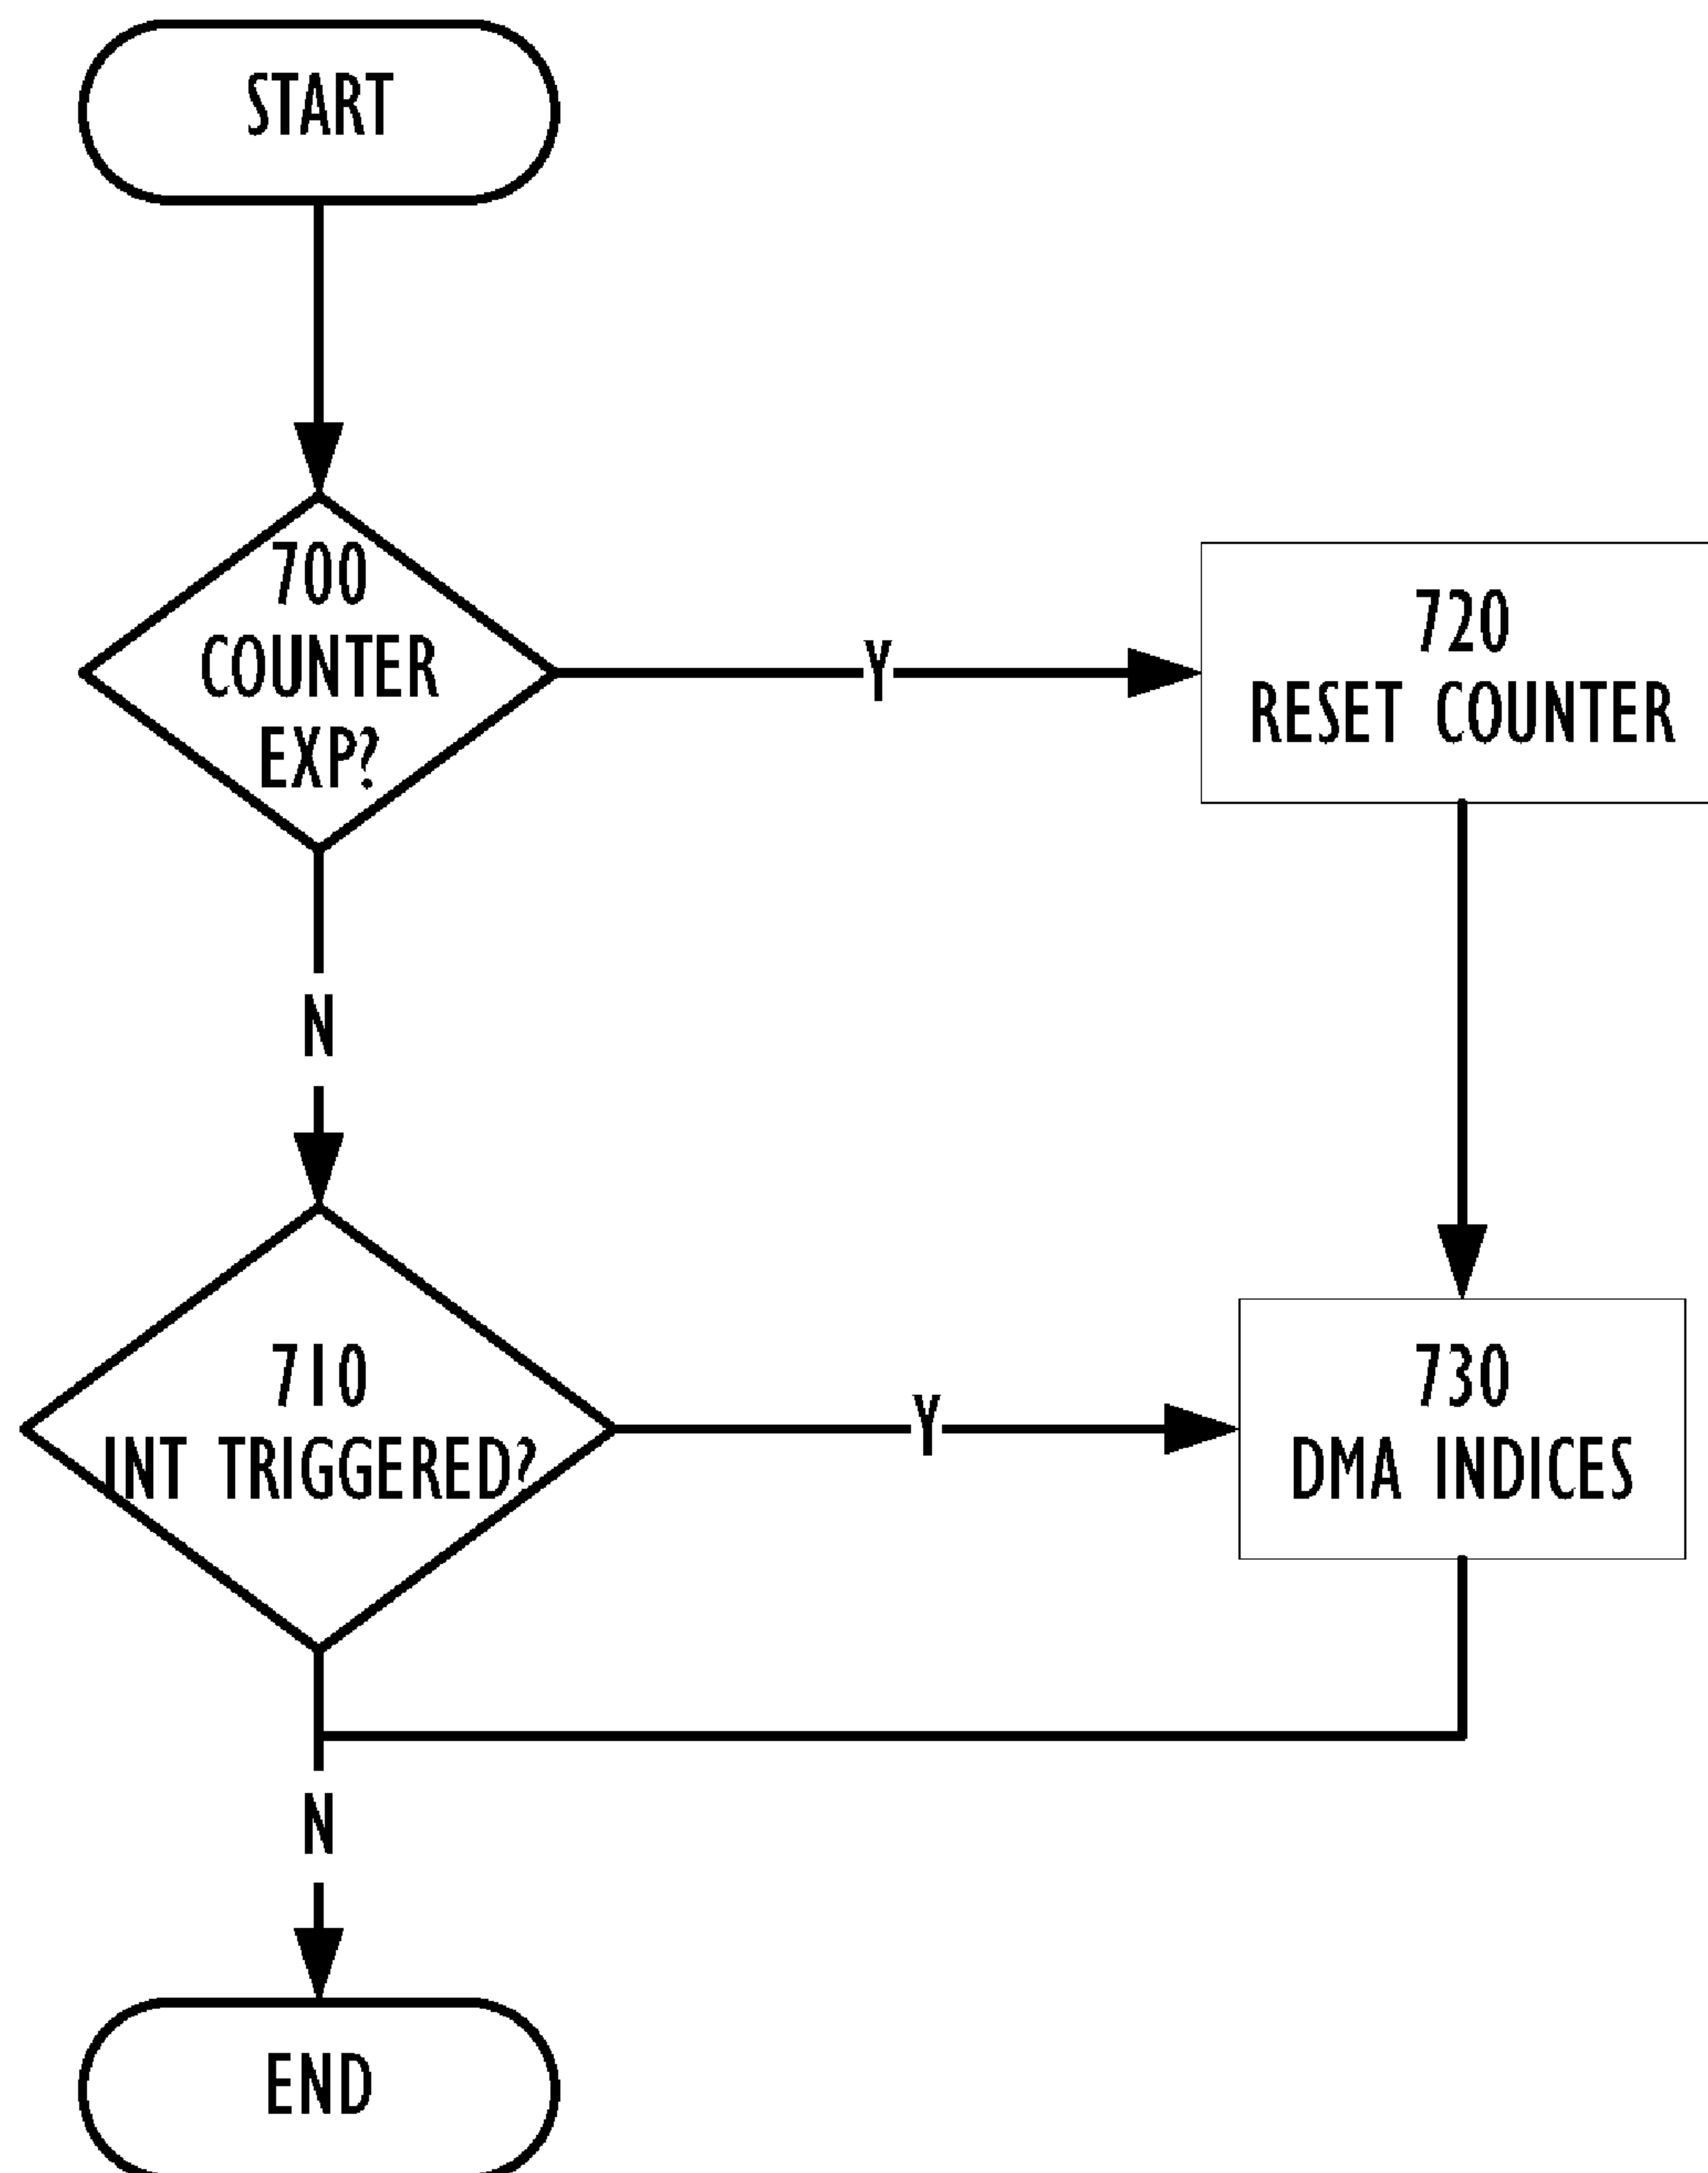 START
700
COUNTER
EXP?
Y
720
RESET COUNTER
N
710
INT TRIGGERED?
Y
730
DMA INDICES
N
END